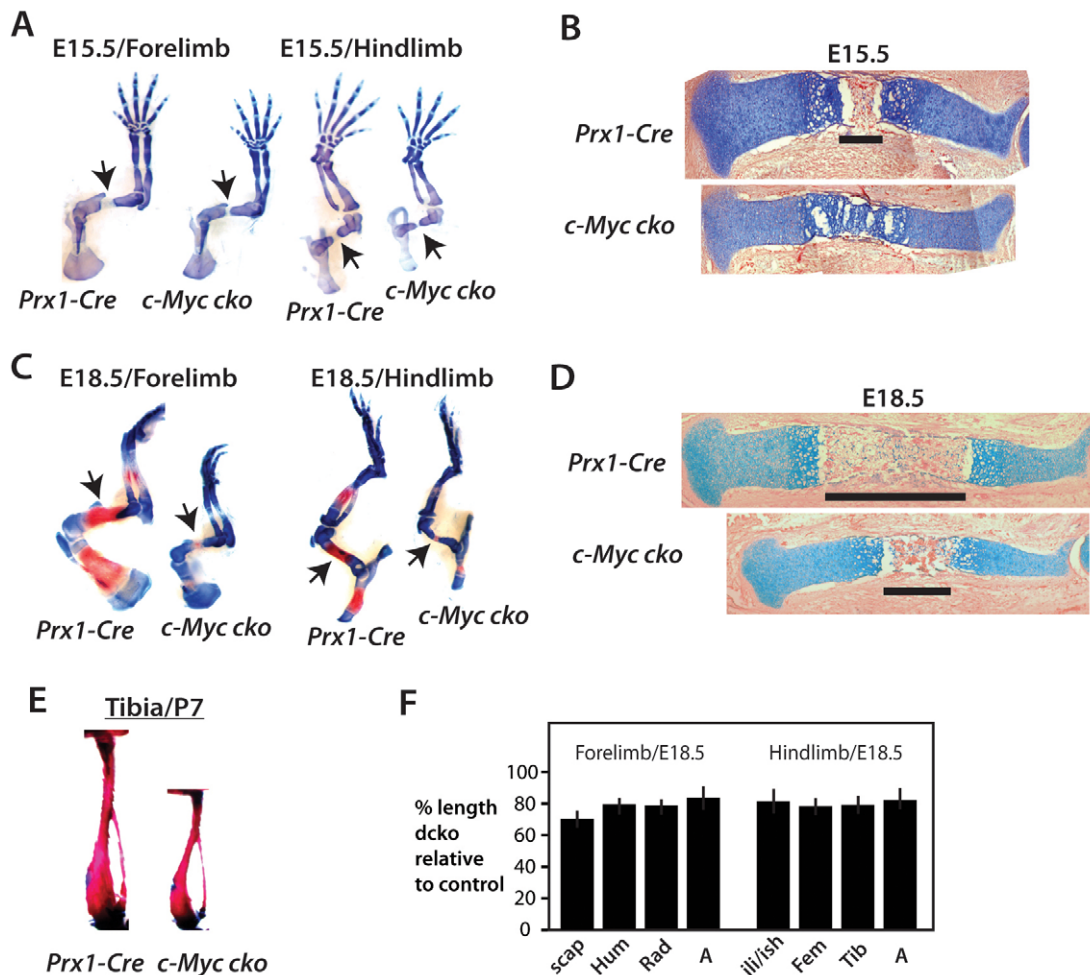 A
E15.5/Forelimb
E15.5/Hindlimb
Prx1-Cre
c-Myc cko
Prx1-Cre
c-Myc cko
B
E15.5
Prx1-Cre
c-Myc cko
C
E18.5/Forelimb
E18.5/Hindlimb
Prx1-Cre
c-Myc cko
Prx1-Cre
c-Myc cko
D
E18.5
Prx1-Cre
c-Myc cko
E
Tibia/P7
Prx1-Cre
c-Myc cko
F
Forelimb/E18.5
Hindlimb/E18.5
% length
dcko
relative
to control
100
80
60
40
20
0
scap
Hum
Rad
A
ili/ish
Fem
Tib
A